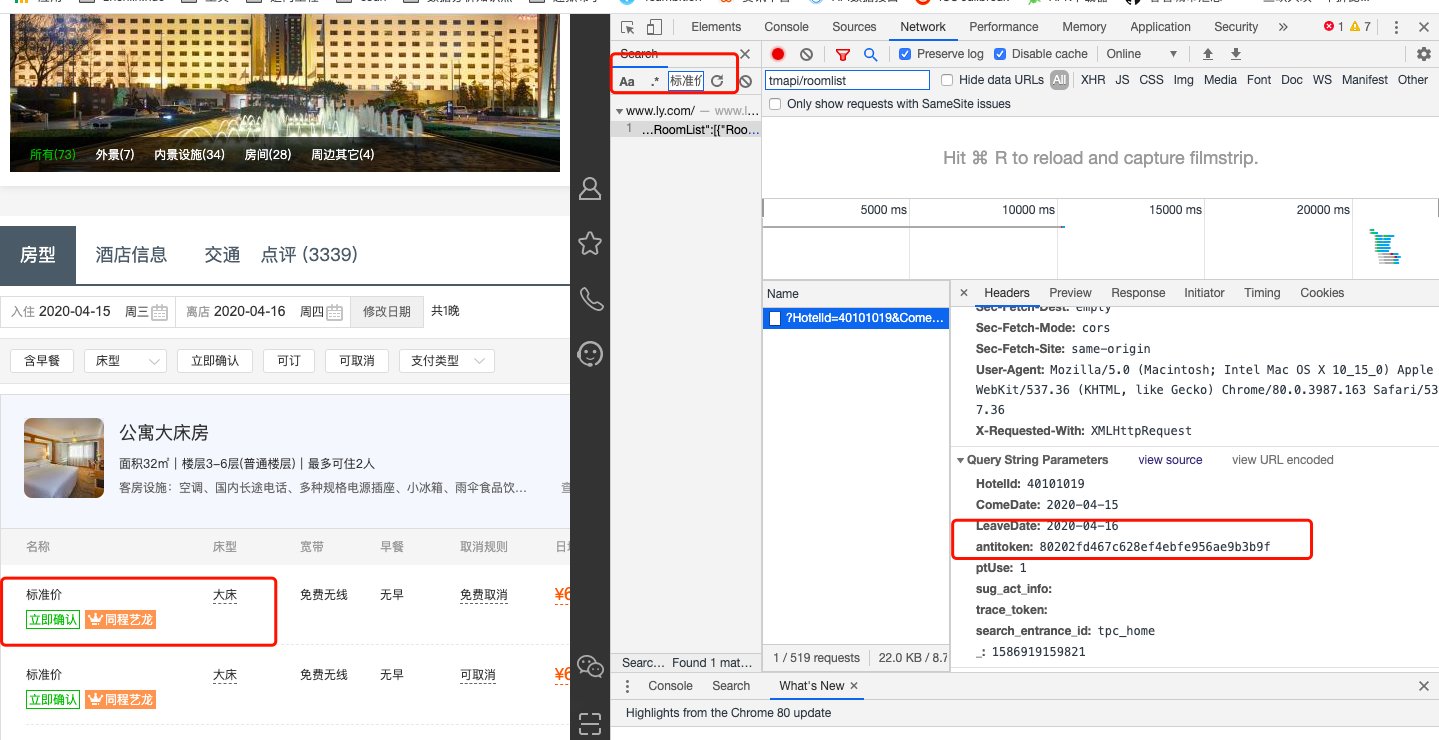 所有(73) 外景(7) 内景设施(34) 房间(28) 周边其它(4)
房型 酒店信息 交通 点评 (3339)
入住 2020-04-15 周三 离店 2020-04-16 周四 修改日期 共1晚
含早餐 床型 立即确认 可订 可取消 支付类型
公寓大床房
面积32㎡ | 楼层3-6层(普通楼层) | 最多可住2人
客房设施：空调、国内长途电话、多种规格电源插座、小冰箱、雨伞食品饮…
名称 床型 宽带 早餐 取消规则
标准价 大床 免费无线 无早 免费取消 ¥6
立即确认 同程艺龙
标准价 大床 免费无线 无早 可取消 ¥6
立即确认 同程艺龙
Elements Console Sources Network Performance Memory Application Security » 1 7
Search
Aa .* 标准价
www.ly.com/ — www.l…
1 …RoomList":[{"Roo…
Searc… Found 1 mat…
Preserve log Disable cache Online
tmapi/roomlist Hide data URLs All XHR JS CSS Img Media Font Doc WS Manifest Other
Only show requests with SameSite issues
Hit ⌘ R to reload and capture filmstrip.
5000 ms 10000 ms 15000 ms 20000 ms
Name
?HotelId=40101019&Come…
1 / 519 requests 22.0 KB / 8.7
× Headers Preview Response Initiator Timing Cookies
Sec-Fetch-Dest: empty
Sec-Fetch-Mode: cors
Sec-Fetch-Site: same-origin
User-Agent: Mozilla/5.0 (Macintosh; Intel Mac OS X 10_15_0) Apple
WebKit/537.36 (KHTML, like Gecko) Chrome/80.0.3987.163 Safari/53
7.36
X-Requested-With: XMLHttpRequest
Query String Parameters view source view URL encoded
HotelId: 40101019
ComeDate: 2020-04-15
LeaveDate: 2020-04-16
antitoken: 80202fd467c628ef4ebfe956ae9b3b9f
ptUse: 1
sug_act_info:
trace_token:
search_entrance_id: tpc_home
_: 1586919159821
Console Search What's New ×
Highlights from the Chrome 80 update